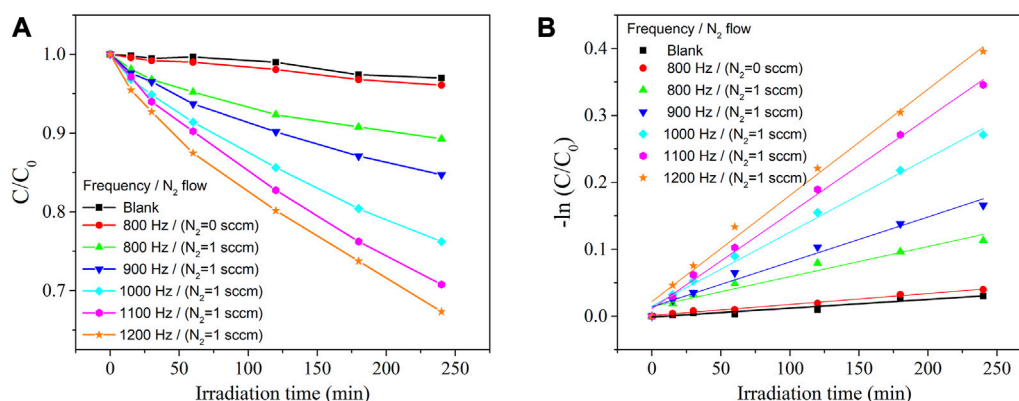 A
C/C₀
1.0
0.9
0.8
0.7
Frequency / N₂ flow
Blank
800 Hz / (N₂=0 sccm)
800 Hz / (N₂=1 sccm)
900 Hz / (N₂=1 sccm)
1000 Hz / (N₂=1 sccm)
1100 Hz / (N₂=1 sccm)
1200 Hz / (N₂=1 sccm)
0 50 100 150 200 250
Irradiation time (min)
B
-ln (C/C₀)
0.4
0.3
0.2
0.1
0.0
Frequency / N₂ flow
Blank
800 Hz / (N₂=0 sccm)
800 Hz / (N₂=1 sccm)
900 Hz / (N₂=1 sccm)
1000 Hz / (N₂=1 sccm)
1100 Hz / (N₂=1 sccm)
1200 Hz / (N₂=1 sccm)
0 50 100 150 200 250
Irradiation time (min)